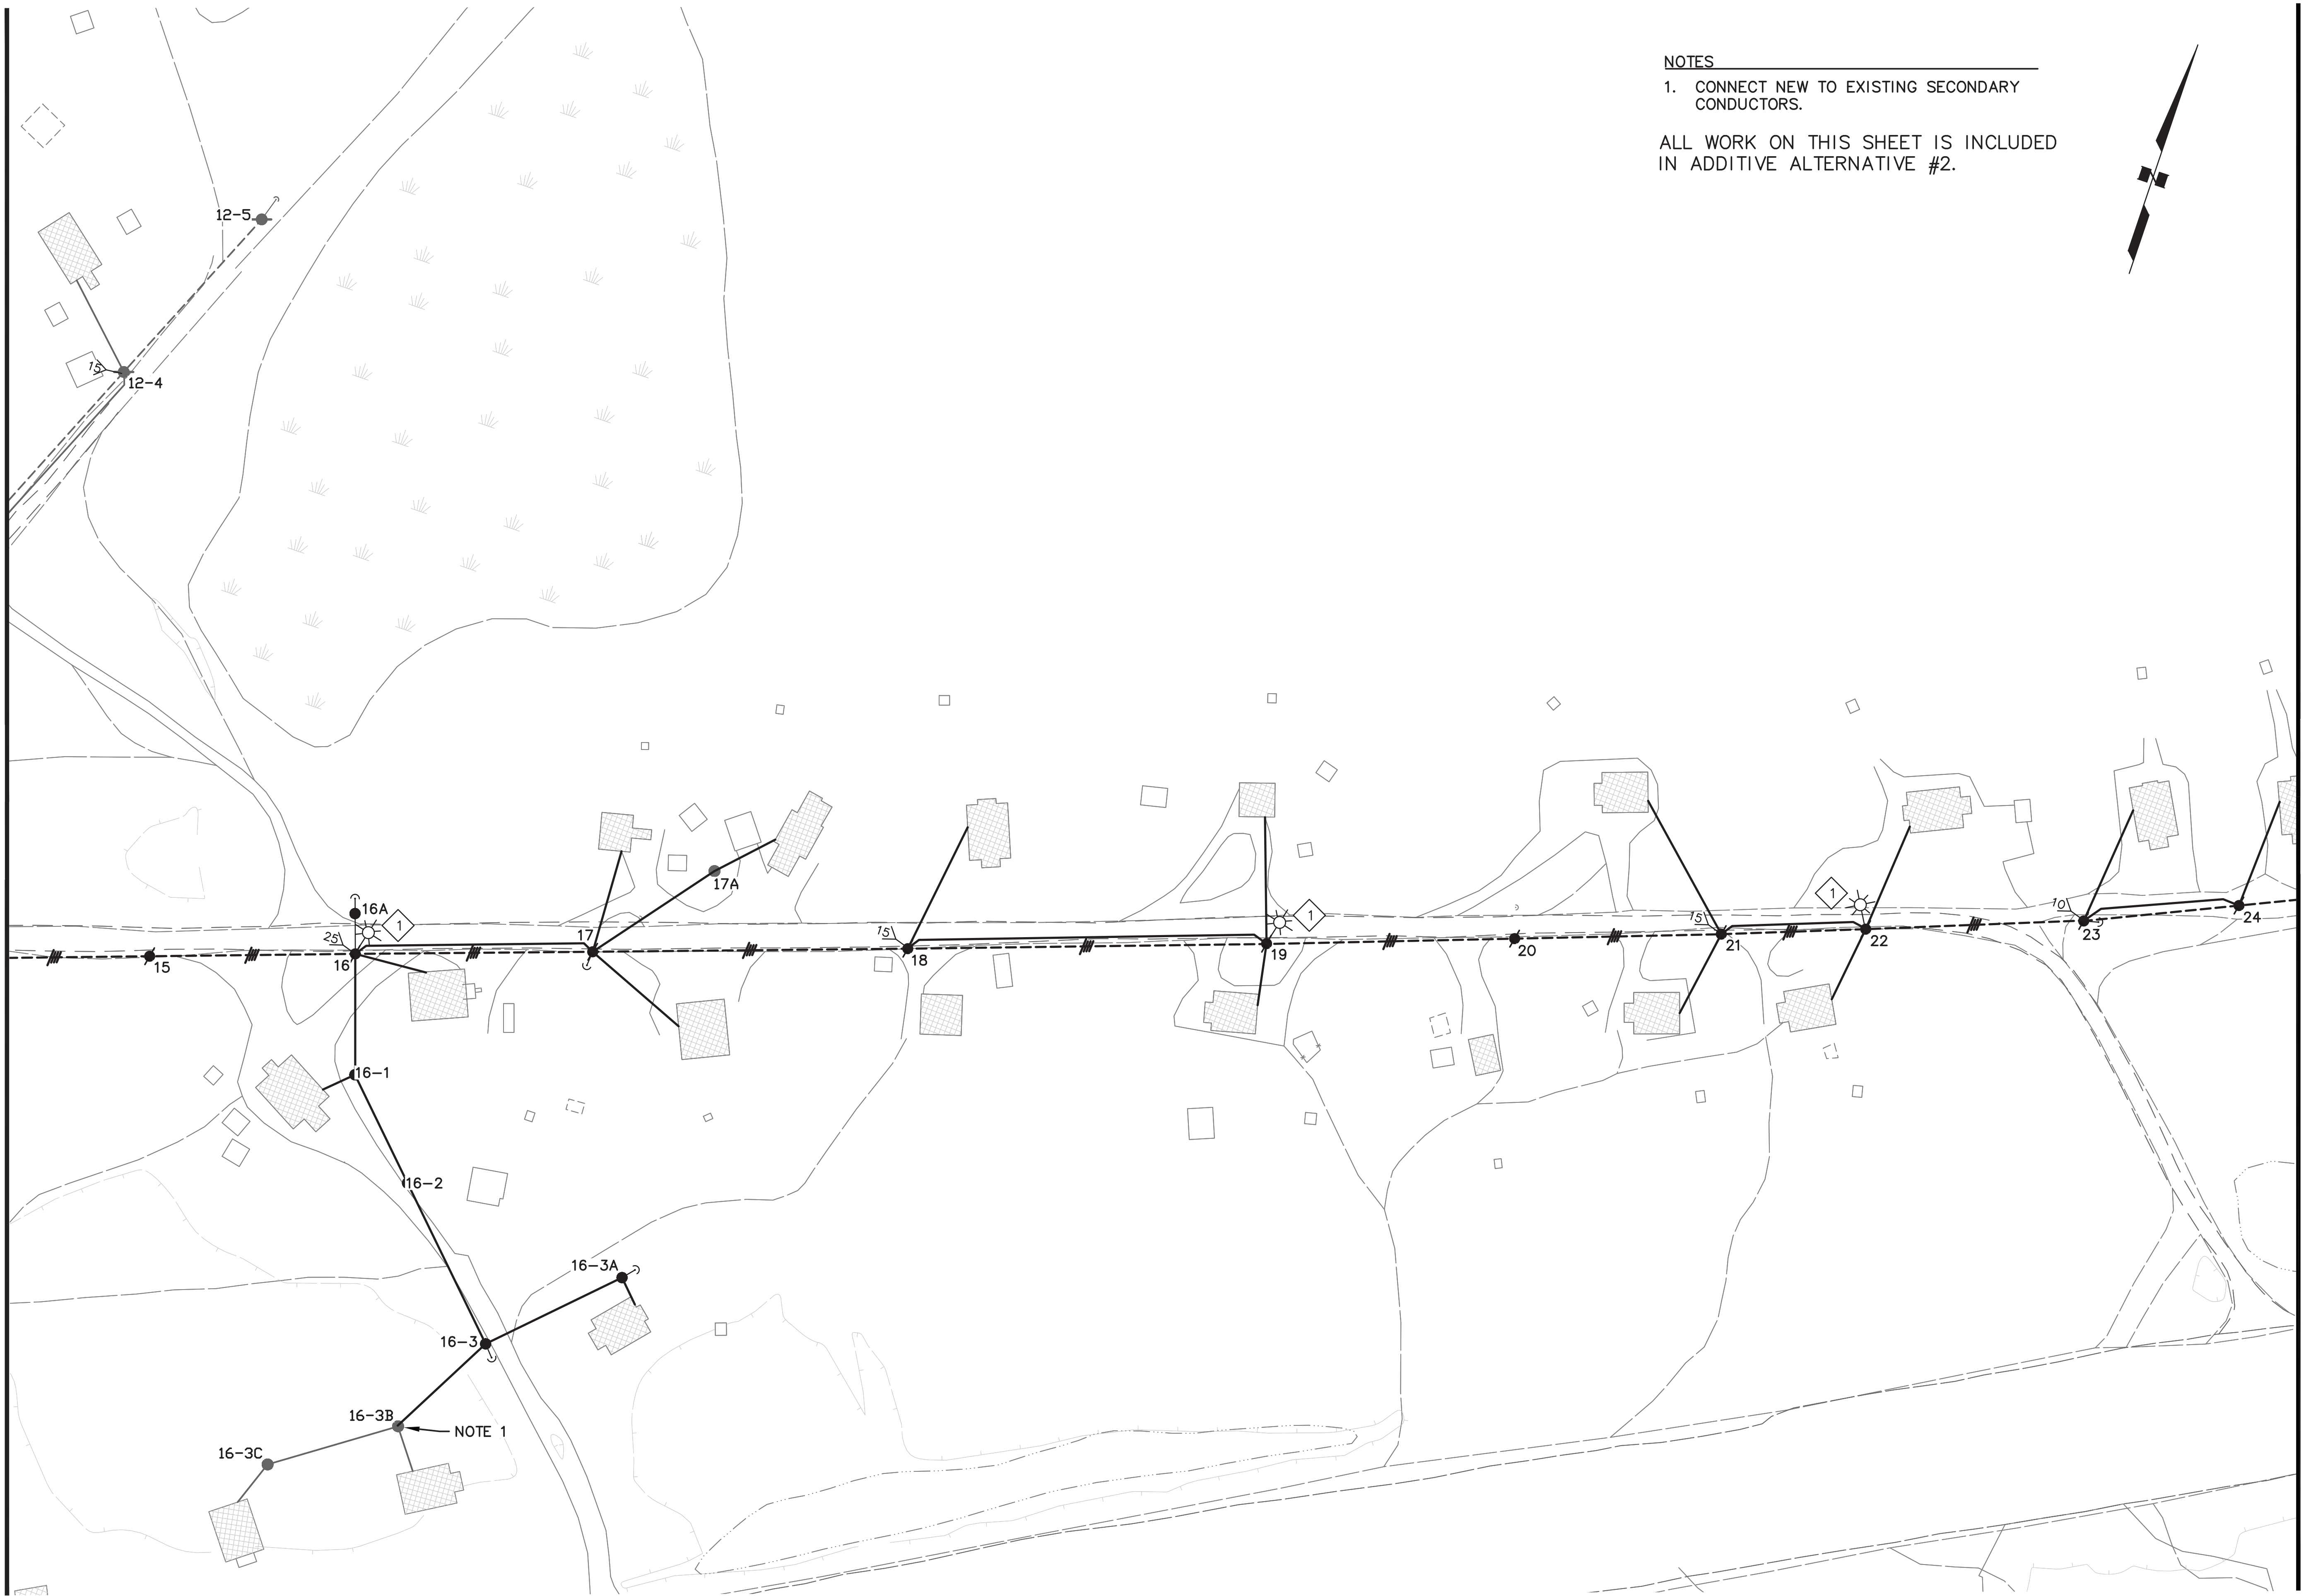 NOTES
1. CONNECT NEW TO EXISTING SECONDARY
CONDUCTORS.
ALL WORK ON THIS SHEET IS INCLUDED
IN ADDITIVE ALTERNATIVE #2.
12-5
15
12-4
16A
1
25
15
16
17
17A
15
18
1
19
20
15
21
1
22
10
23
24
16-1
16-2
16-3A
16-3
16-3B
NOTE 1
16-3C